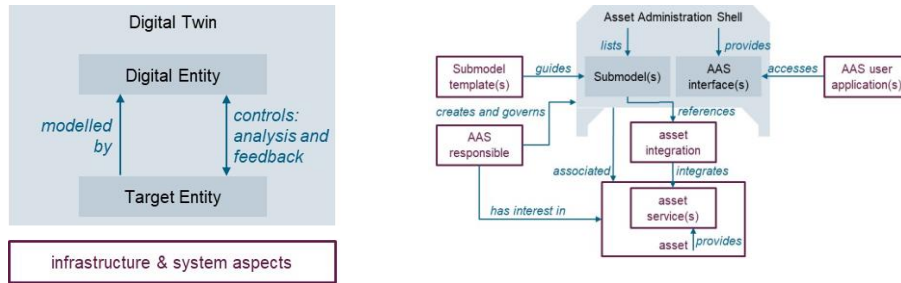 Digital Twin
Digital Entity
modelled
by
controls:
analysis and
feedback
Target Entity
infrastructure & system aspects
Asset Administration Shell
lists
provides
Submodel
template(s)
guides
Submodel(s)
AAS
interface(s)
accesses
AAS user
application(s)
creates and governs
references
AAS
responsible
asset
integration
associated
integrates
has interest in
asset
service(s)
asset
provides